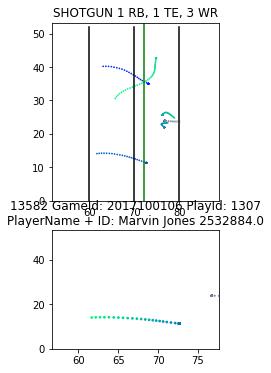 SHOTGUN 1 RB, 1 TE, 3 WR
50
40
30
20
10
0
60 70 80
13582 GameId: 2017100106 PlayId: 1307
PlayerName + ID: Marvin Jones 2532884.0
40
20
0
60 65 70 75